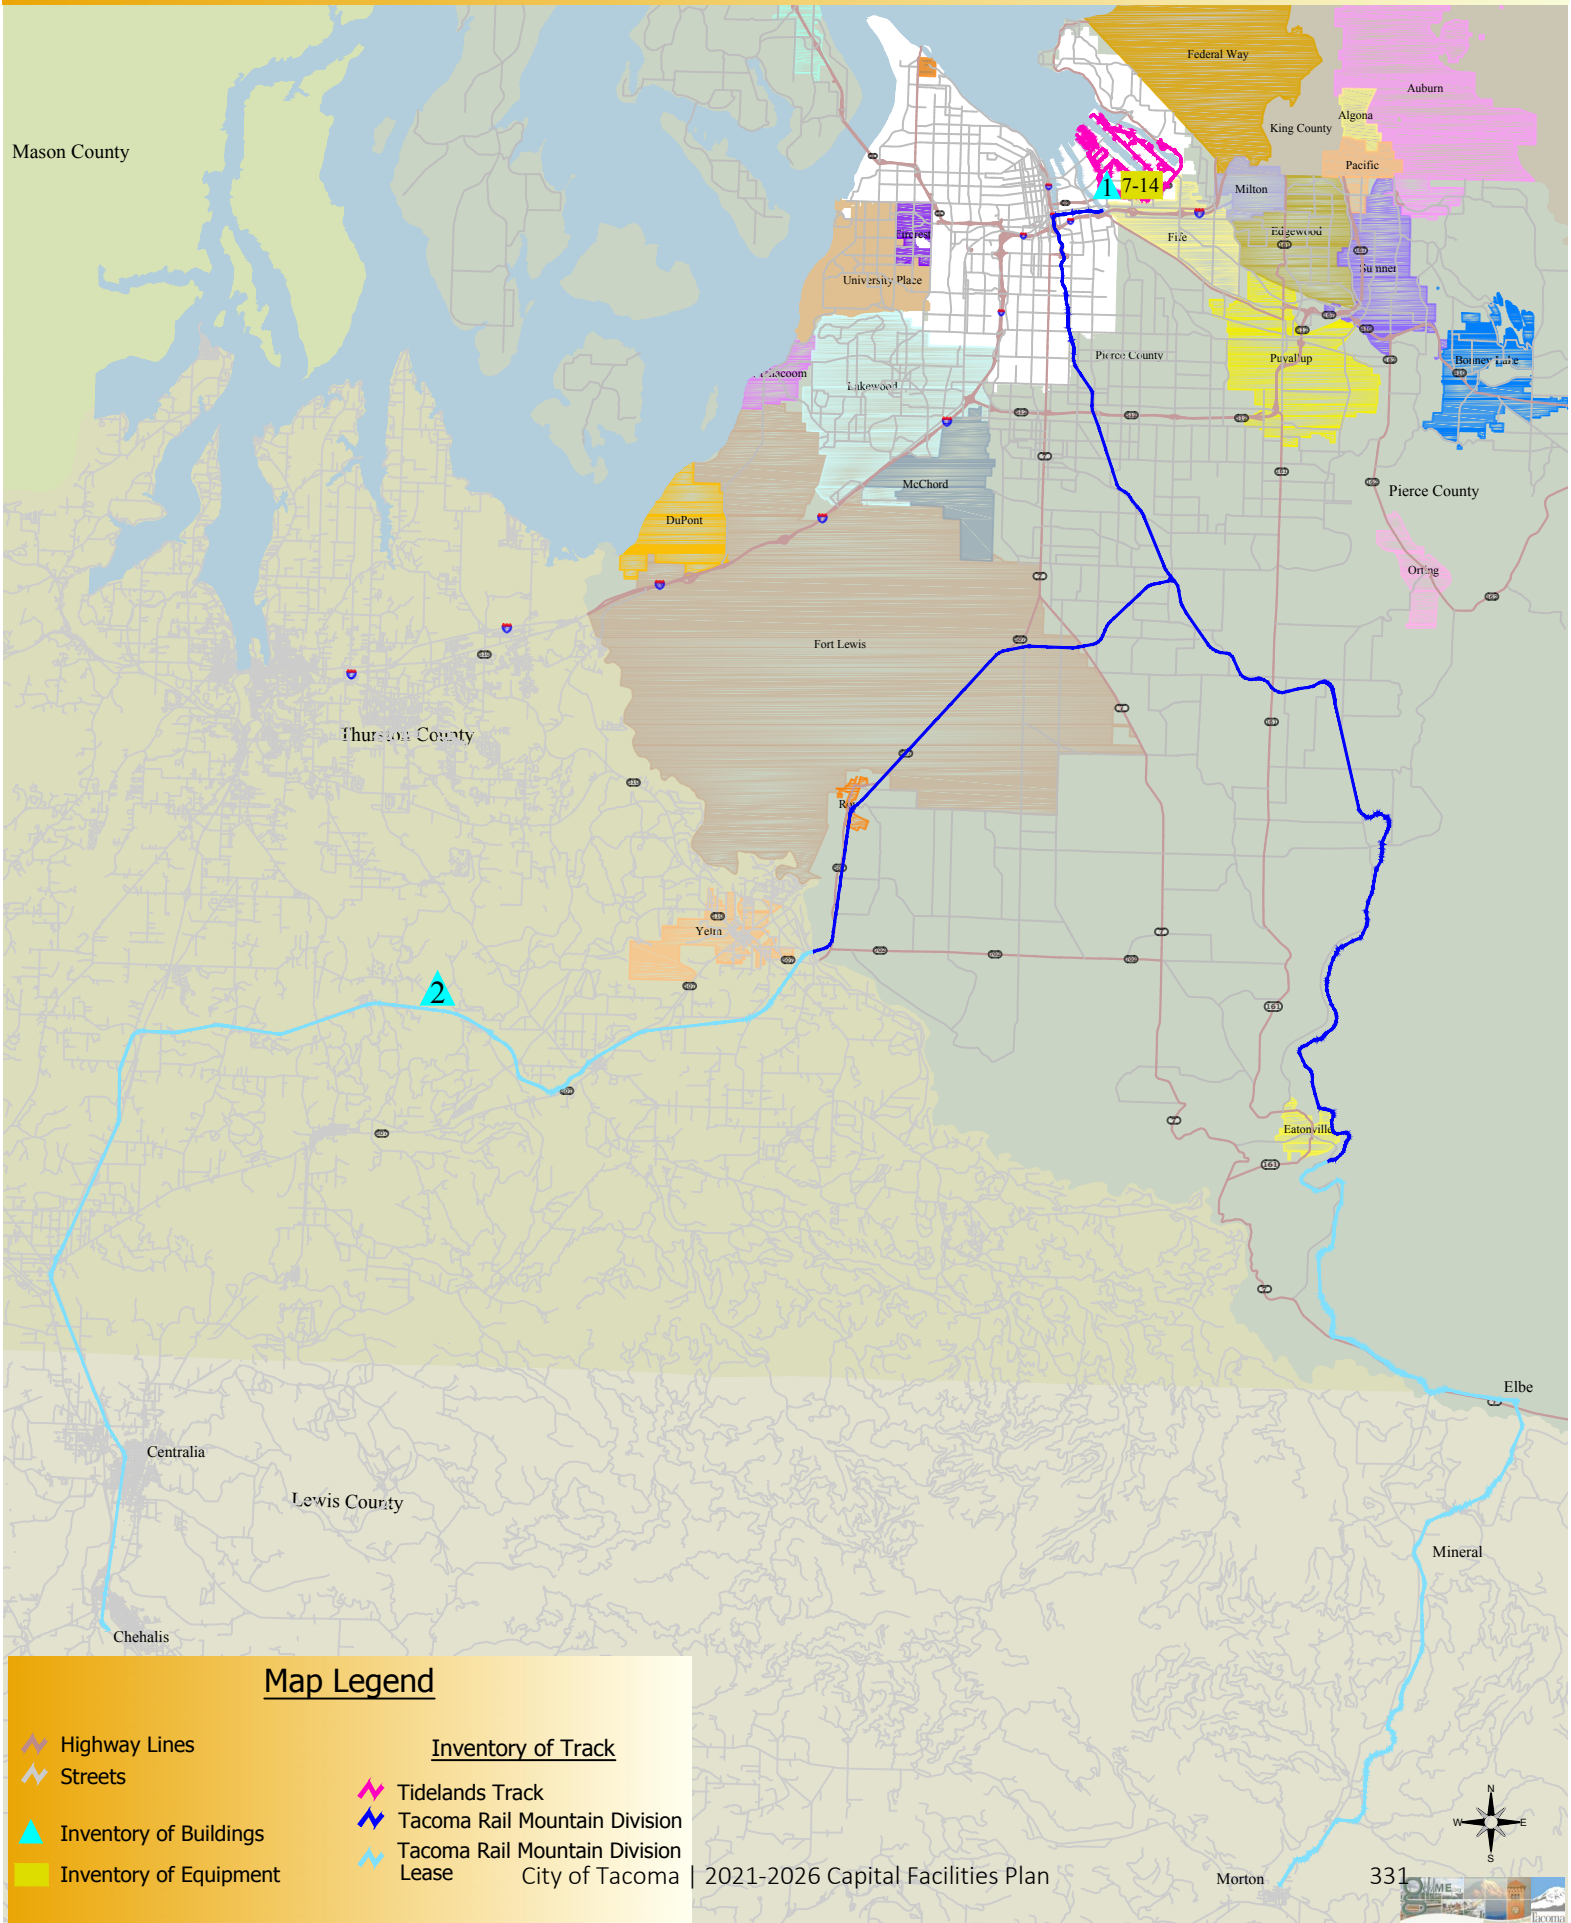 Federal Way
Auburn
Algona
King County
Mason County
Pacific
Milton
1
7-14
Fife
Edgewood
Sumner
University Place
Pierce County
Puyallup
Bonney Lake
Lakewood
McChord
Pierce County
DuPont
Orting
Fort Lewis
Thurston County
Yelm
2
161
Eatonville
161
Elbe
Centralia
Lewis County
Mineral
Chehalis
Map Legend
Highway Lines
Streets
Inventory of Buildings
Inventory of Equipment
Inventory of Track
Tidelands Track
Tacoma Rail Mountain Division
Tacoma Rail Mountain Division
Lease
N
W E
S
Morton
City of Tacoma | 2021-2026 Capital Facilities Plan
331
Tacoma